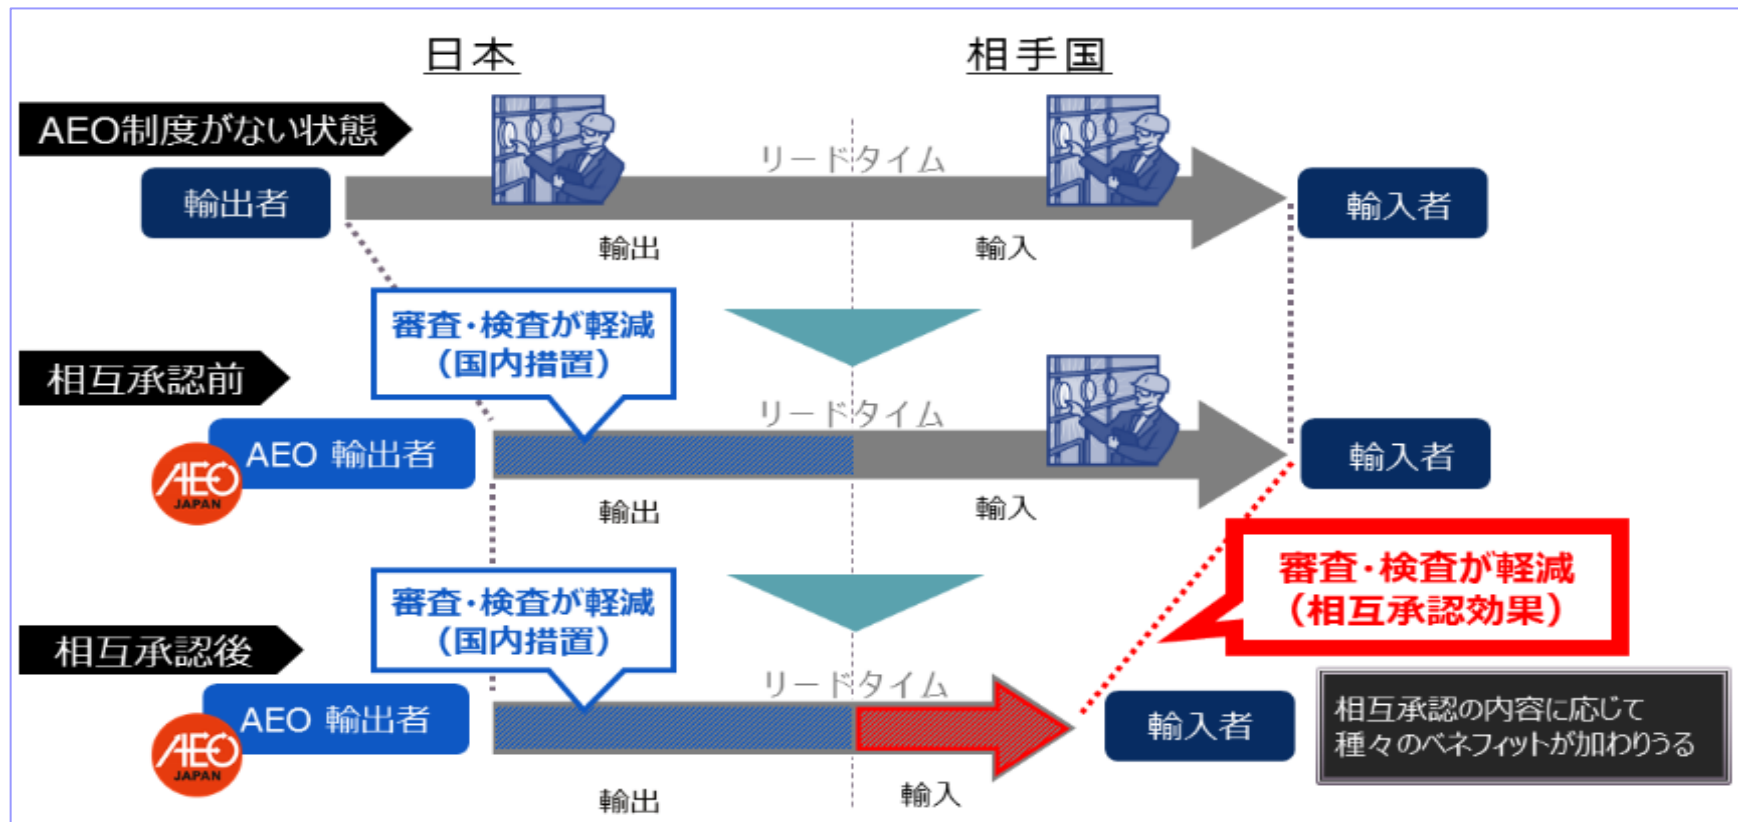 日本
相手国
AEO制度がない状態
リードタイム
輸出者
輸入者
輸出
輸入
審査・検査が軽減
（国内措置）
相互承認前
リードタイム
AEO 輸出者
AEO
JAPAN
輸入者
輸出
輸入
審査・検査が軽減
（国内措置）
審査・検査が軽減
（相互承認効果）
相互承認後
リードタイム
AEO 輸出者
AEO
JAPAN
輸入者
相互承認の内容に応じて
種々のベネフィットが加わりうる
輸出
輸入